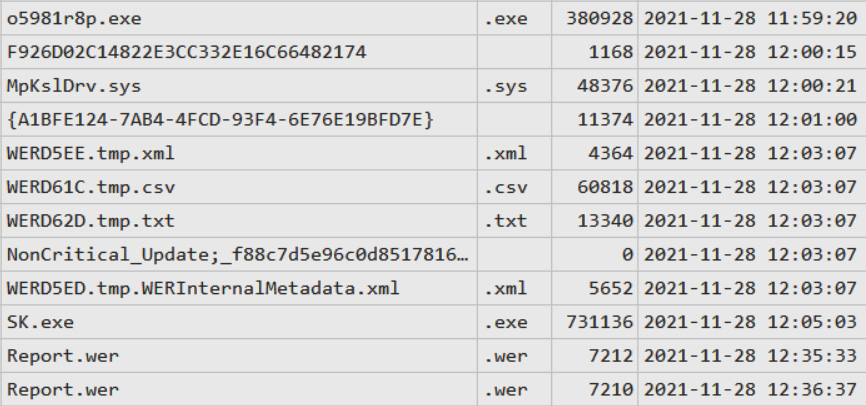 o5981r8p.exe .exe 380928 2021-11-28 11:59:20
F926D02C14822E3CC332E16C66482174 1168 2021-11-28 12:00:15
MpKslDrv.sys .sys 48376 2021-11-28 12:00:21
{A1BFE124-7AB4-4FCD-93F4-6E76E19BFD7E} 11374 2021-11-28 12:01:00
WERD5EE.tmp.xml .xml 4364 2021-11-28 12:03:07
WERD61C.tmp.csv .csv 60818 2021-11-28 12:03:07
WERD62D.tmp.txt .txt 13340 2021-11-28 12:03:07
NonCritical_Update;_f88c7d5e96c0d8517816… 0 2021-11-28 12:03:07
WERD5ED.tmp.WERInternalMetadata.xml .xml 5652 2021-11-28 12:03:07
SK.exe .exe 731136 2021-11-28 12:05:03
Report.wer .wer 7212 2021-11-28 12:35:33
Report.wer .wer 7210 2021-11-28 12:36:37